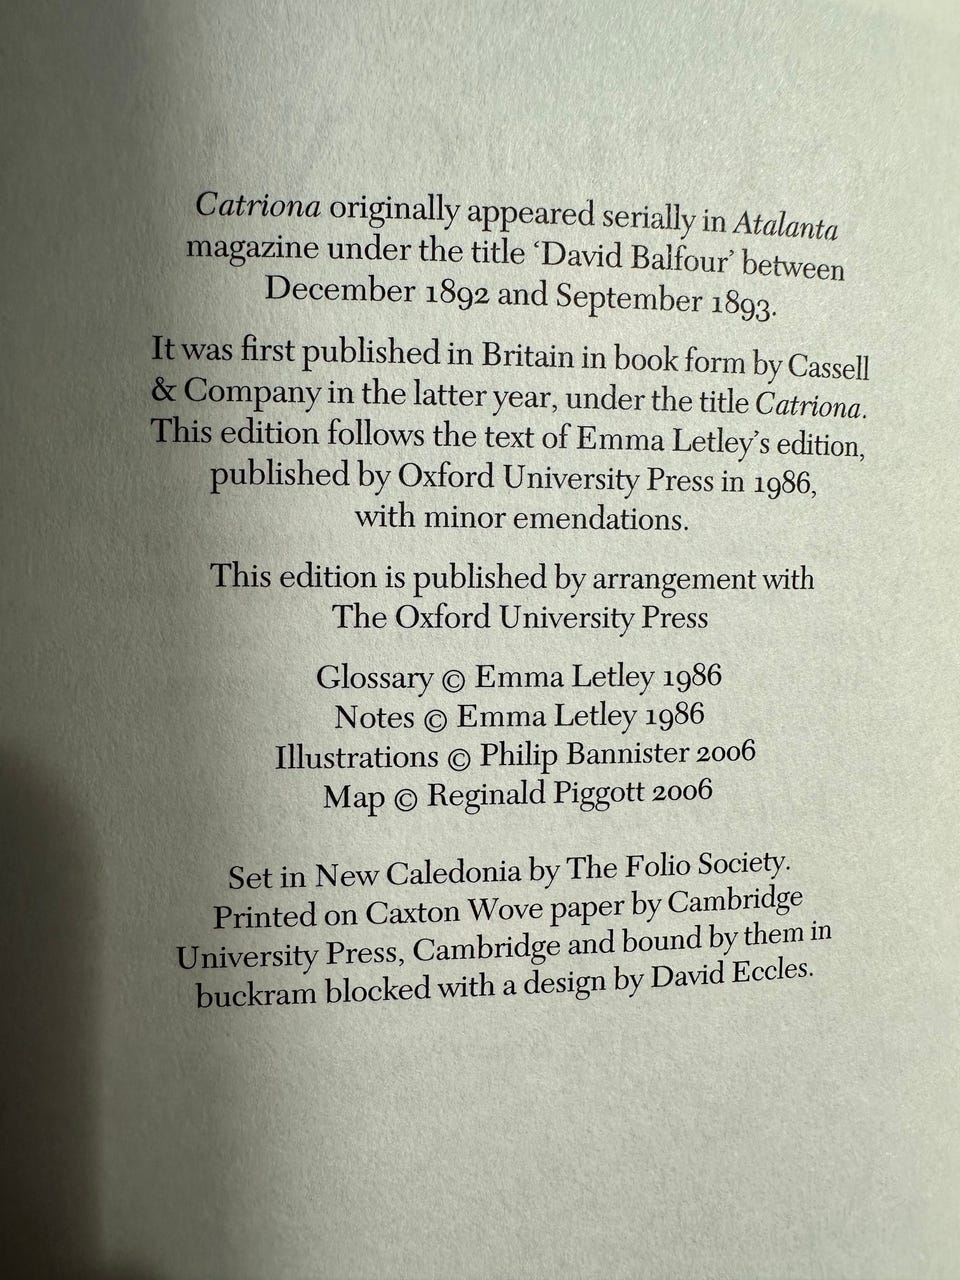 Catriona originally appeared serially in Atalanta
magazine under the title ‘David Balfour’ between
December 1892 and September 1893.
It was first published in Britain in book form by Cassell
& Company in the latter year, under the title Catriona.
This edition follows the text of Emma Letley’s edition,
published by Oxford University Press in 1986,
with minor emendations.
This edition is published by arrangement with
The Oxford University Press
Glossary © Emma Letley 1986
Notes © Emma Letley 1986
Illustrations © Philip Bannister 2006
Map © Reginald Piggott 2006
Set in New Caledonia by The Folio Society.
Printed on Caxton Wove paper by Cambridge
University Press, Cambridge and bound by them in
buckram blocked with a design by David Eccles.